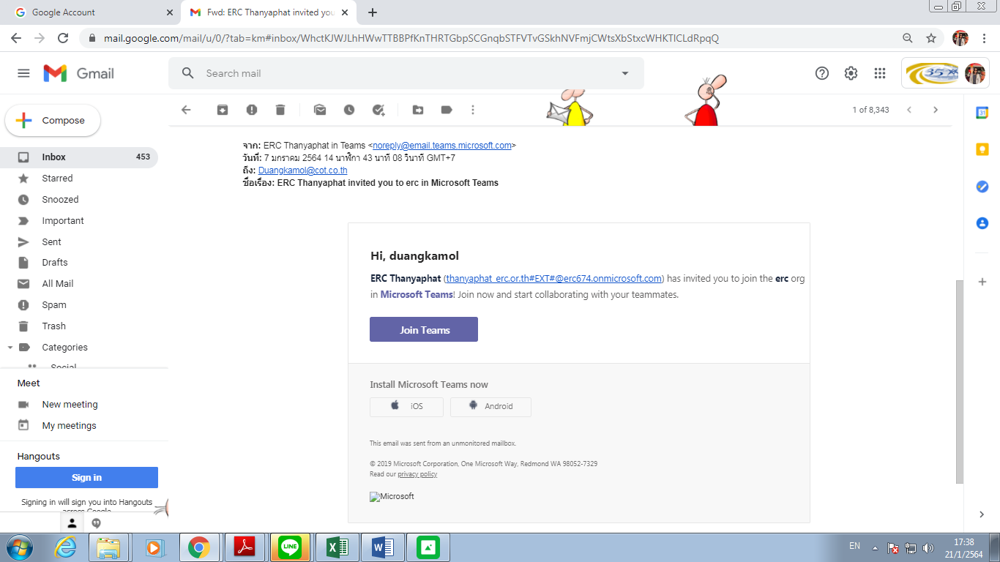 Google Account
Fwd: ERC Thanyaphat invited you
mail.google.com/mail/u/0/?tab=km#inbox/WhctKJWJLhHWwTTBBPfKnTHRTGbpSCGnqbSTFVTvGSkhNVFmjCWtsXbStxcWHKTlCLdRpqQ
Gmail
Search mail
35
Compose
1 of 8,343
Inbox 453
Starred
Snoozed
Important
Sent
Drafts
All Mail
Spam
Trash
Categories
Social
Meet
New meeting
My meetings
Hangouts
Sign in
Signing in will sign you into Hangouts
across Google
จาก: ERC Thanyaphat in Teams <noreply@email.teams.microsoft.com>
วันที่: 7 มกราคม 2564 14 นาฬิกา 43 นาที 08 วินาที GMT+7
ถึง: Duangkamol@cot.co.th
ชื่อเรื่อง: ERC Thanyaphat invited you to erc in Microsoft Teams
Hi, duangkamol
ERC Thanyaphat (thanyaphat_erc.or.th#EXT#@erc674.onmicrosoft.com) has invited you to join the erc org
in Microsoft Teams! Join now and start collaborating with your teammates.
Join Teams
Install Microsoft Teams now
iOS
Android
This email was sent from an unmonitored mailbox.
© 2019 Microsoft Corporation, One Microsoft Way, Redmond WA 98052-7329
Read our privacy policy
Microsoft
31
LINE
EN
17:38
21/1/2564